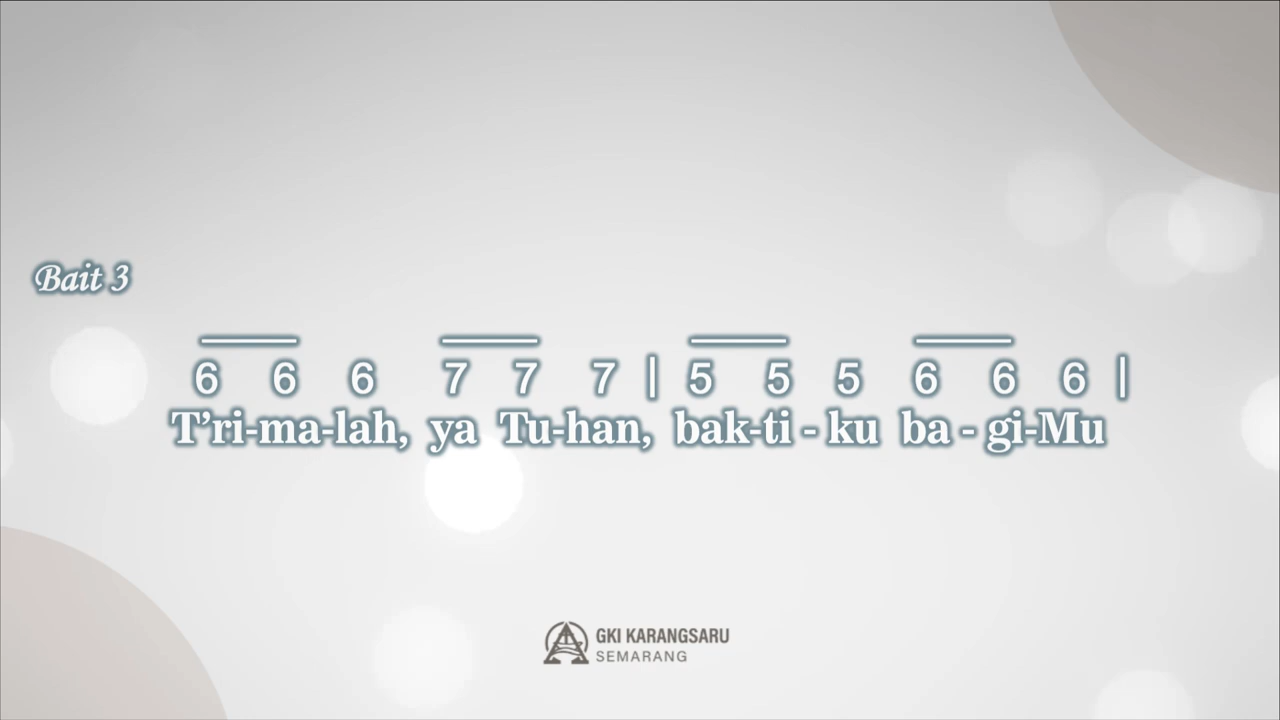 Bait 3
6 6 6 7 7 7 | 5 5 5 6 6 6 |
T’ri-ma-lah, ya Tu-han, bak-ti - ku ba - gi-Mu
GKI KARANGSARU
SEMARANG